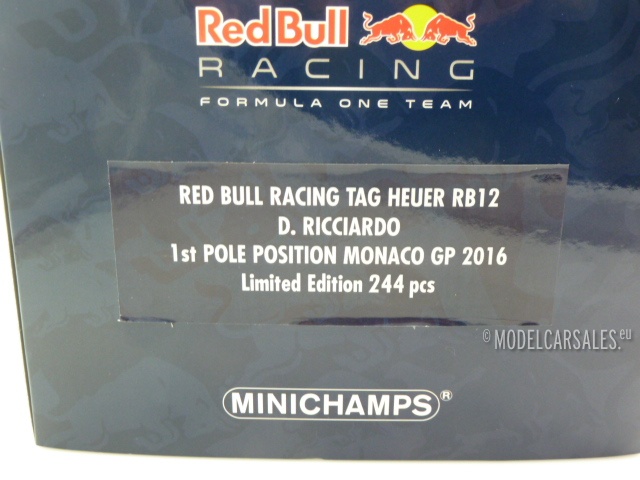 Red Bull
RACING
FORMULA ONE TEAM
RED BULL RACING TAG HEUER RB12
D. RICCIARDO
1st POLE POSITION MONACO GP 2016
Limited Edition 244 pcs
© MODELCARSALES.eu
MINICHAMPS®